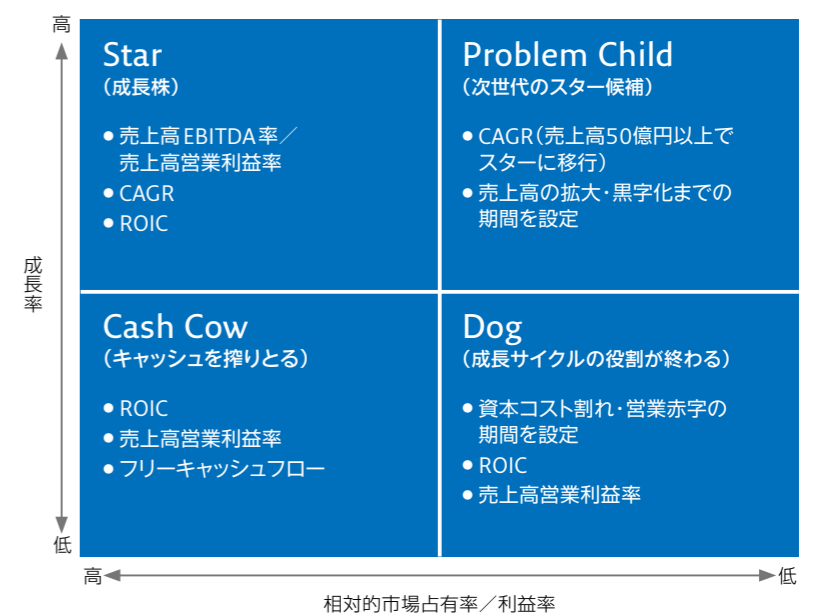 高
Star
（成長株）
● 売上高EBITDA率／
売上高営業利益率
● CAGR
● ROIC
Problem Child
（次世代のスター候補）
● CAGR（売上高50億円以上で
スターに移行）
● 売上高の拡大・黒字化までの
期間を設定
成長率
Cash Cow
（キャッシュを搾りとる）
● ROIC
● 売上高営業利益率
● フリーキャッシュフロー
Dog
（成長サイクルの役割が終わる）
● 資本コスト割れ・営業赤字の
期間を設定
● ROIC
● 売上高営業利益率
低
高
低
相対的市場占有率／利益率